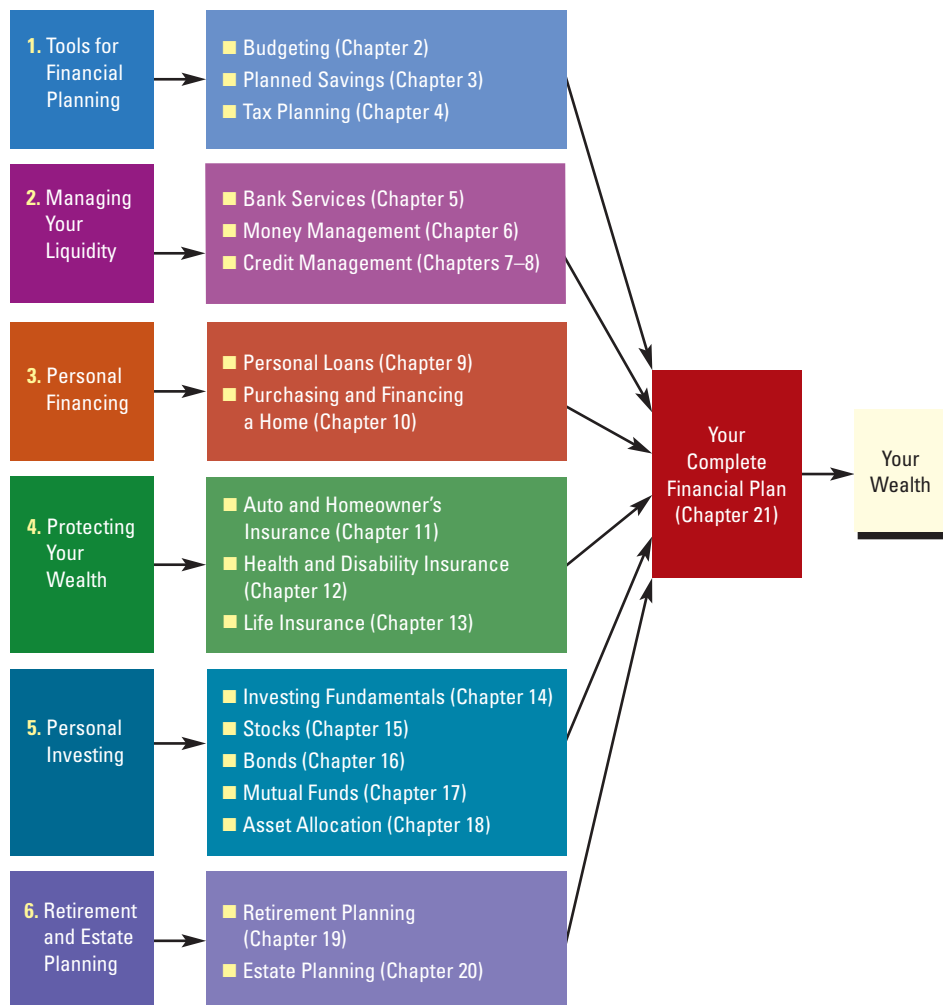 1. Tools for
Financial
Planning
■ Budgeting (Chapter 2)
■ Planned Savings (Chapter 3)
■ Tax Planning (Chapter 4)
2. Managing
Your
Liquidity
■ Bank Services (Chapter 5)
■ Money Management (Chapter 6)
■ Credit Management (Chapters 7–8)
3. Personal
Financing
■ Personal Loans (Chapter 9)
■ Purchasing and Financing
a Home (Chapter 10)
4. Protecting
Your
Wealth
■ Auto and Homeowner's
Insurance (Chapter 11)
■ Health and Disability Insurance
(Chapter 12)
■ Life Insurance (Chapter 13)
5. Personal
Investing
■ Investing Fundamentals (Chapter 14)
■ Stocks (Chapter 15)
■ Bonds (Chapter 16)
■ Mutual Funds (Chapter 17)
■ Asset Allocation (Chapter 18)
6. Retirement
and Estate
Planning
■ Retirement Planning
(Chapter 19)
■ Estate Planning (Chapter 20)
Your
Complete
Financial Plan
(Chapter 21)
Your
Wealth